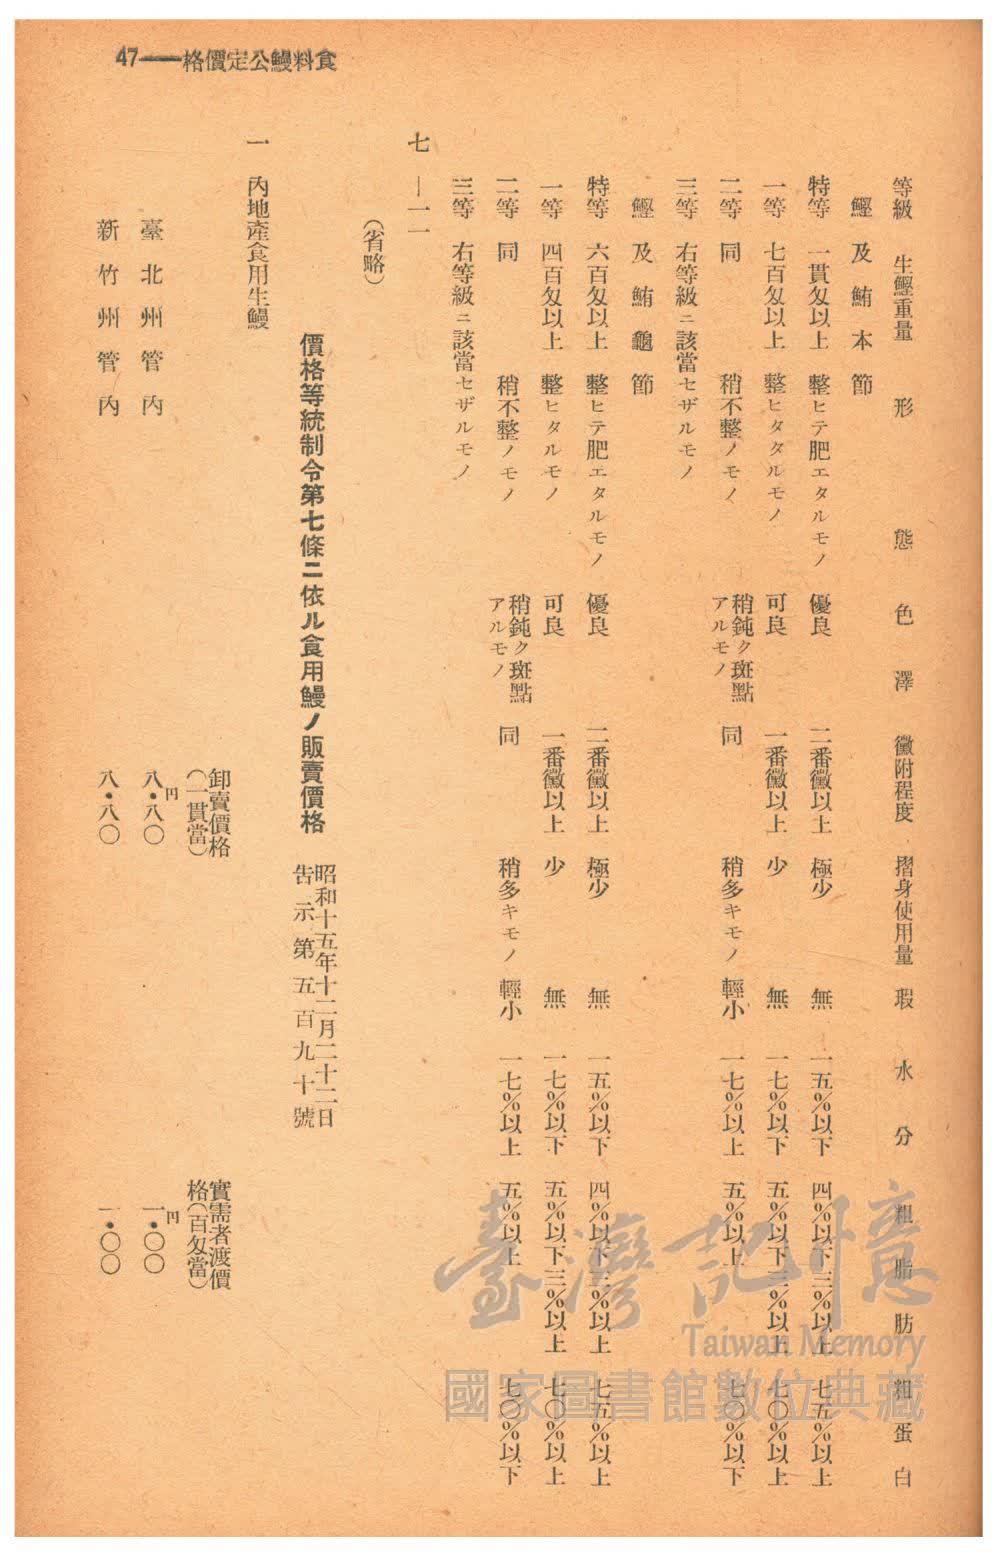 47——格價定公鰻料食
等級　生鰹重量　形態　色澤　黴附程度　摺身使用量　瑕　水分　粗脂肪　粗蛋白
鰹及鮪本節
特等　一貫匁以上　整ヒテ肥エタルモノ　優良　二番黴以上　極少　無　一五％以下　四％以下三％以上　七五％以上
一等　七百匁以上　整ヒタタルモノ　可良　一番黴以上　少　無　一七％以下　五％以下三％以上　七〇％以上
二等　同　稍不整ノモノ　稍鈍ク斑點アルモノ　同　稍多キモノ　輕小　一七％以上　五％以上　七〇％以下
三等　右等級ニ該當セザルモノ
鰹及鮪龜節
特等　六百匁以上　整ヒテ肥エタルモノ　優良　二番黴以上　極少　無　一五％以下　四％以下三％以上　七五％以上
一等　四百匁以上　整ヒタルモノ　可良　一番黴以上　少　無　一七％以下　五％以下三％以上　七〇％以上
二等　同　稍不整ノモノ　稍鈍ク斑點アルモノ　同　稍多キモノ　輕小　一七％以上　五％以上　七〇％以下
三等　右等級ニ該當セザルモノ
七—一一
（省略）
價格等統制令第七條ニ依ル食用鰻ノ販賣價格
昭和十五年十二月二十二日
告示第五百九十號
一　內地產食用生鰻
卸賣價格（一貫當）　實需者渡價格（百匁當）
臺北州管內　八・八〇円　一・〇〇円
新竹州管內　八・八〇　一・〇〇
臺灣記憶
Taiwan Memory
國家圖書館數位典藏